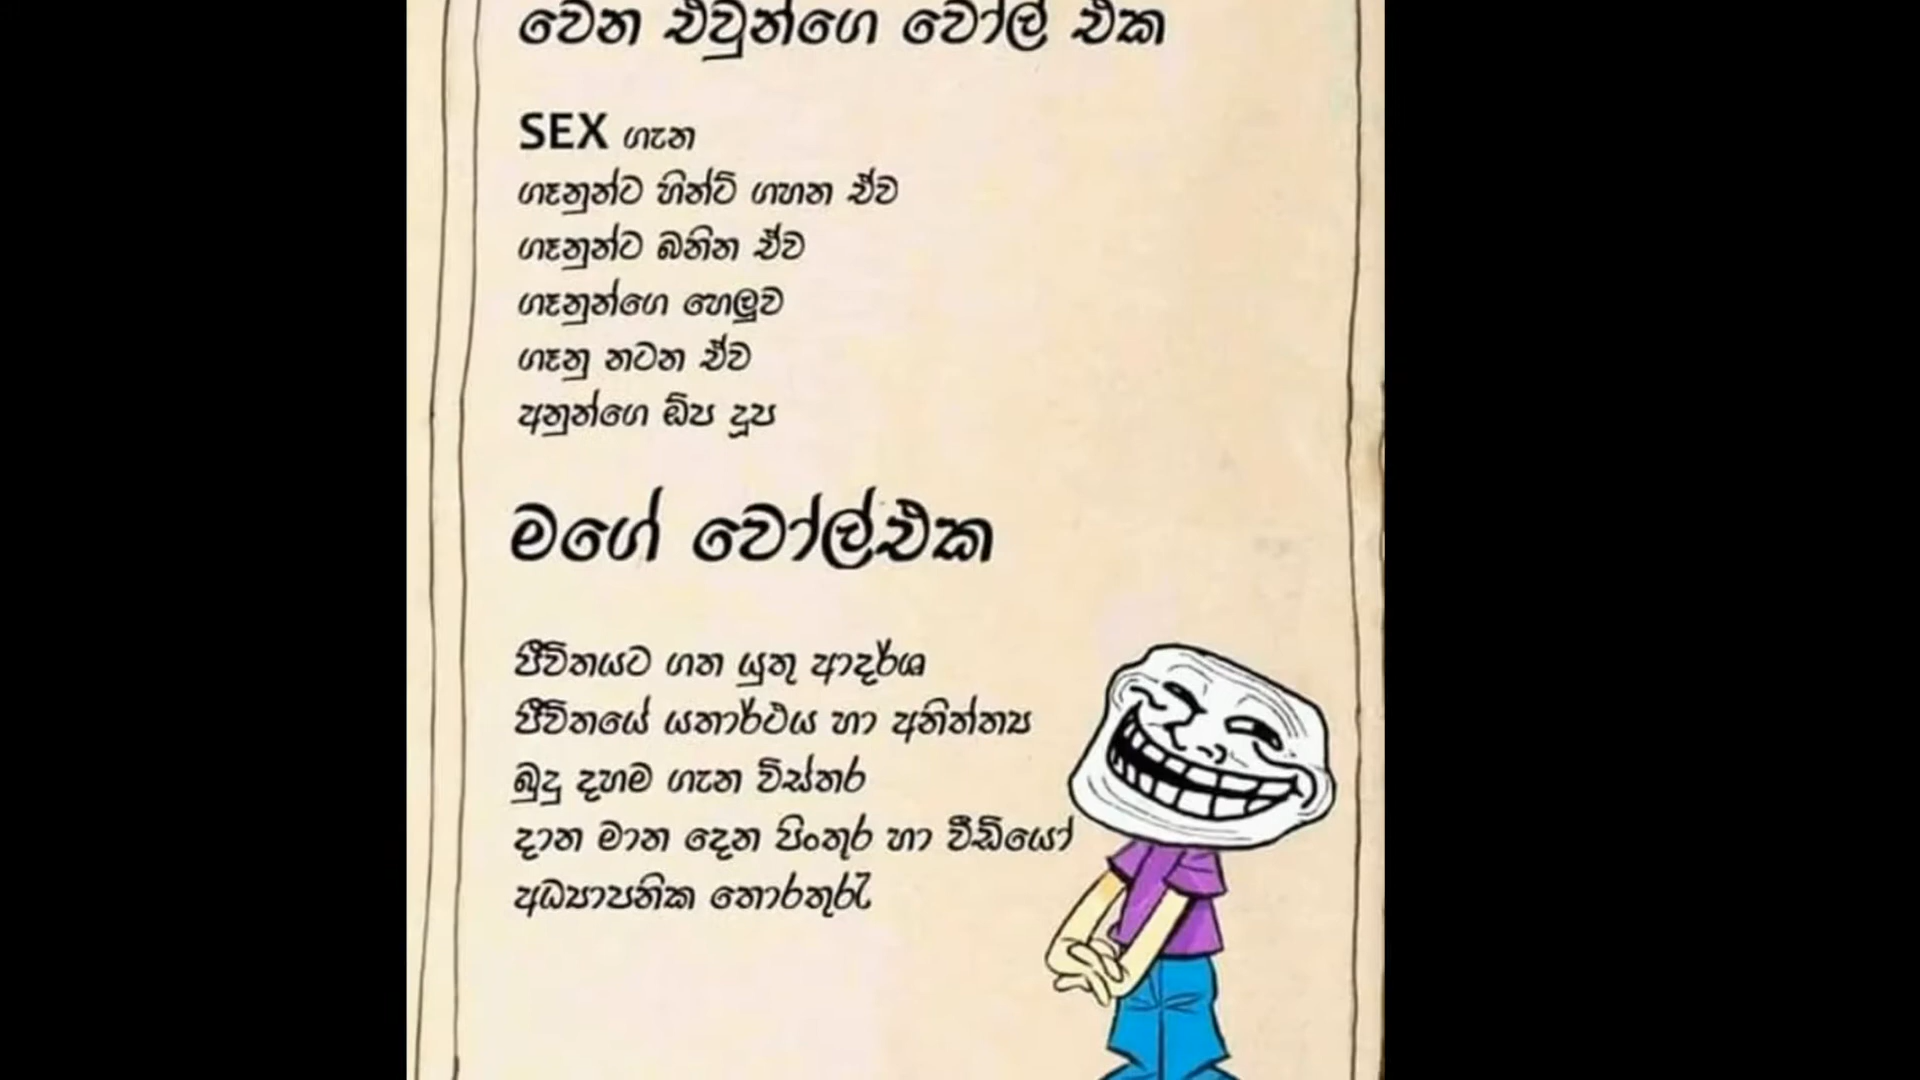 වෙන එවුන්ගෙ වෝල් එක
SEX ගැන
ගෑනුන්ට හින්ට් ගහන ඒව
ගෑනුන්ට බනින ඒව
ගෑනුන්ගෙ හෙලුව
ගෑනු නටන ඒව
අනුන්ගෙ ඕප දූප
මගේ වෝල්එක
ජීවිතයට ගත යුතු ආදර්ශ
ජීවිතයේ යතාර්ථය හා අනිත්ත්‍ය
බුදු දහම ගැන විස්තර
දාන මාන දෙන පිංතුර හා වීඩියෝ
අධ්‍යාපනික තොරතුරැ